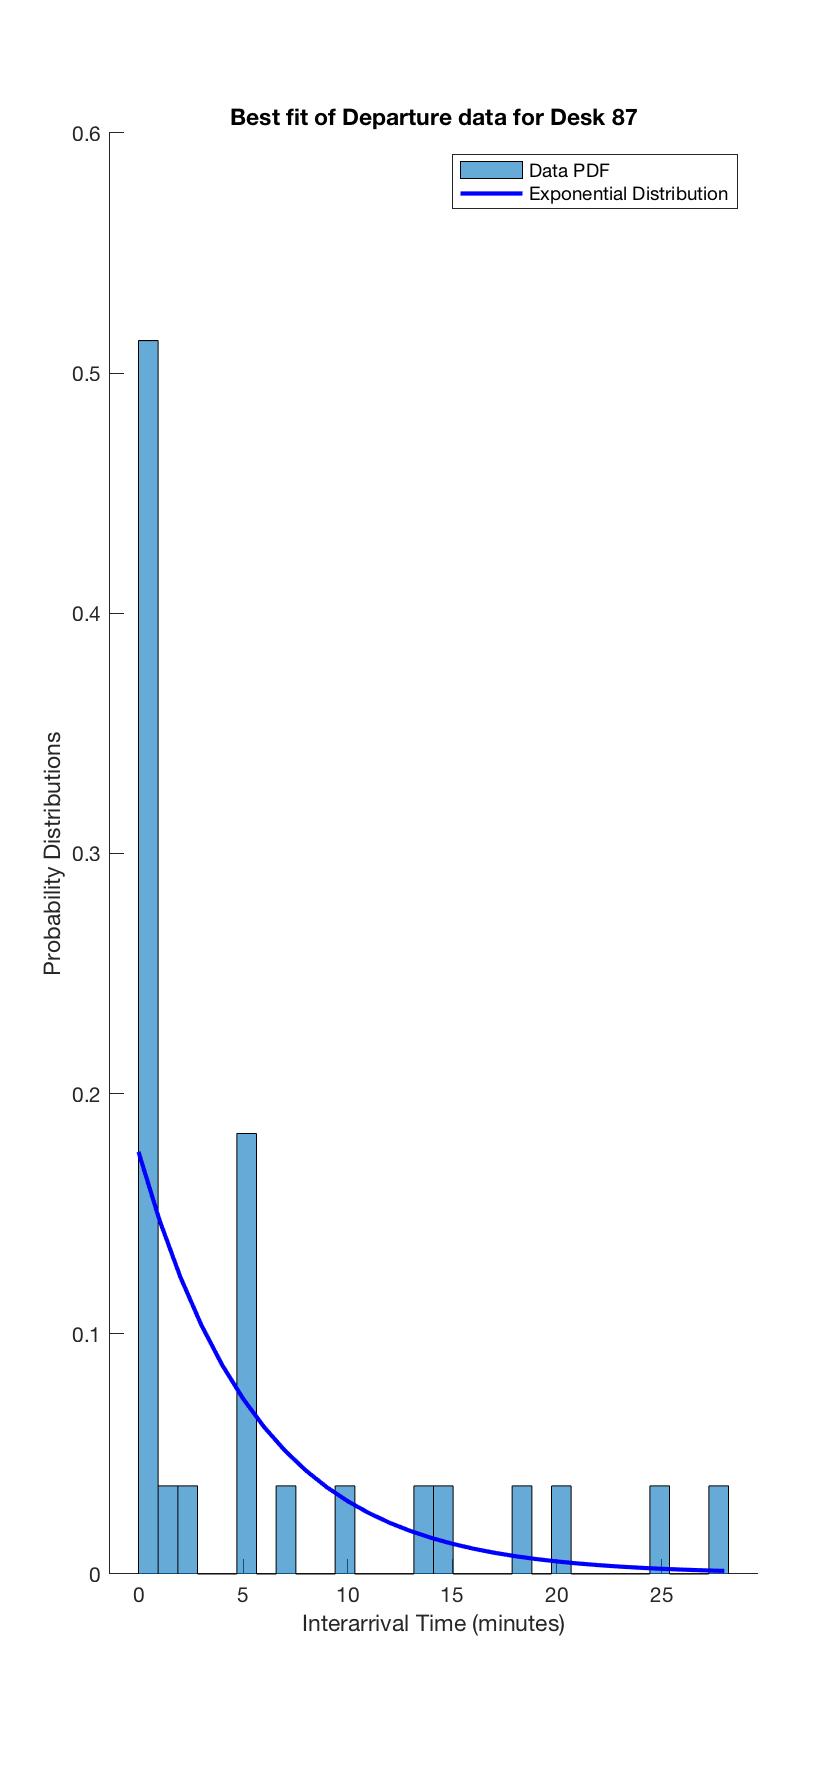 Best fit of Departure data for Desk 87
0.6
Data PDF
Exponential Distribution
0.5
0.4
0.3
Probability Distributions
0.2
0.1
0
0 5 10 15 20 25
Interarrival Time (minutes)